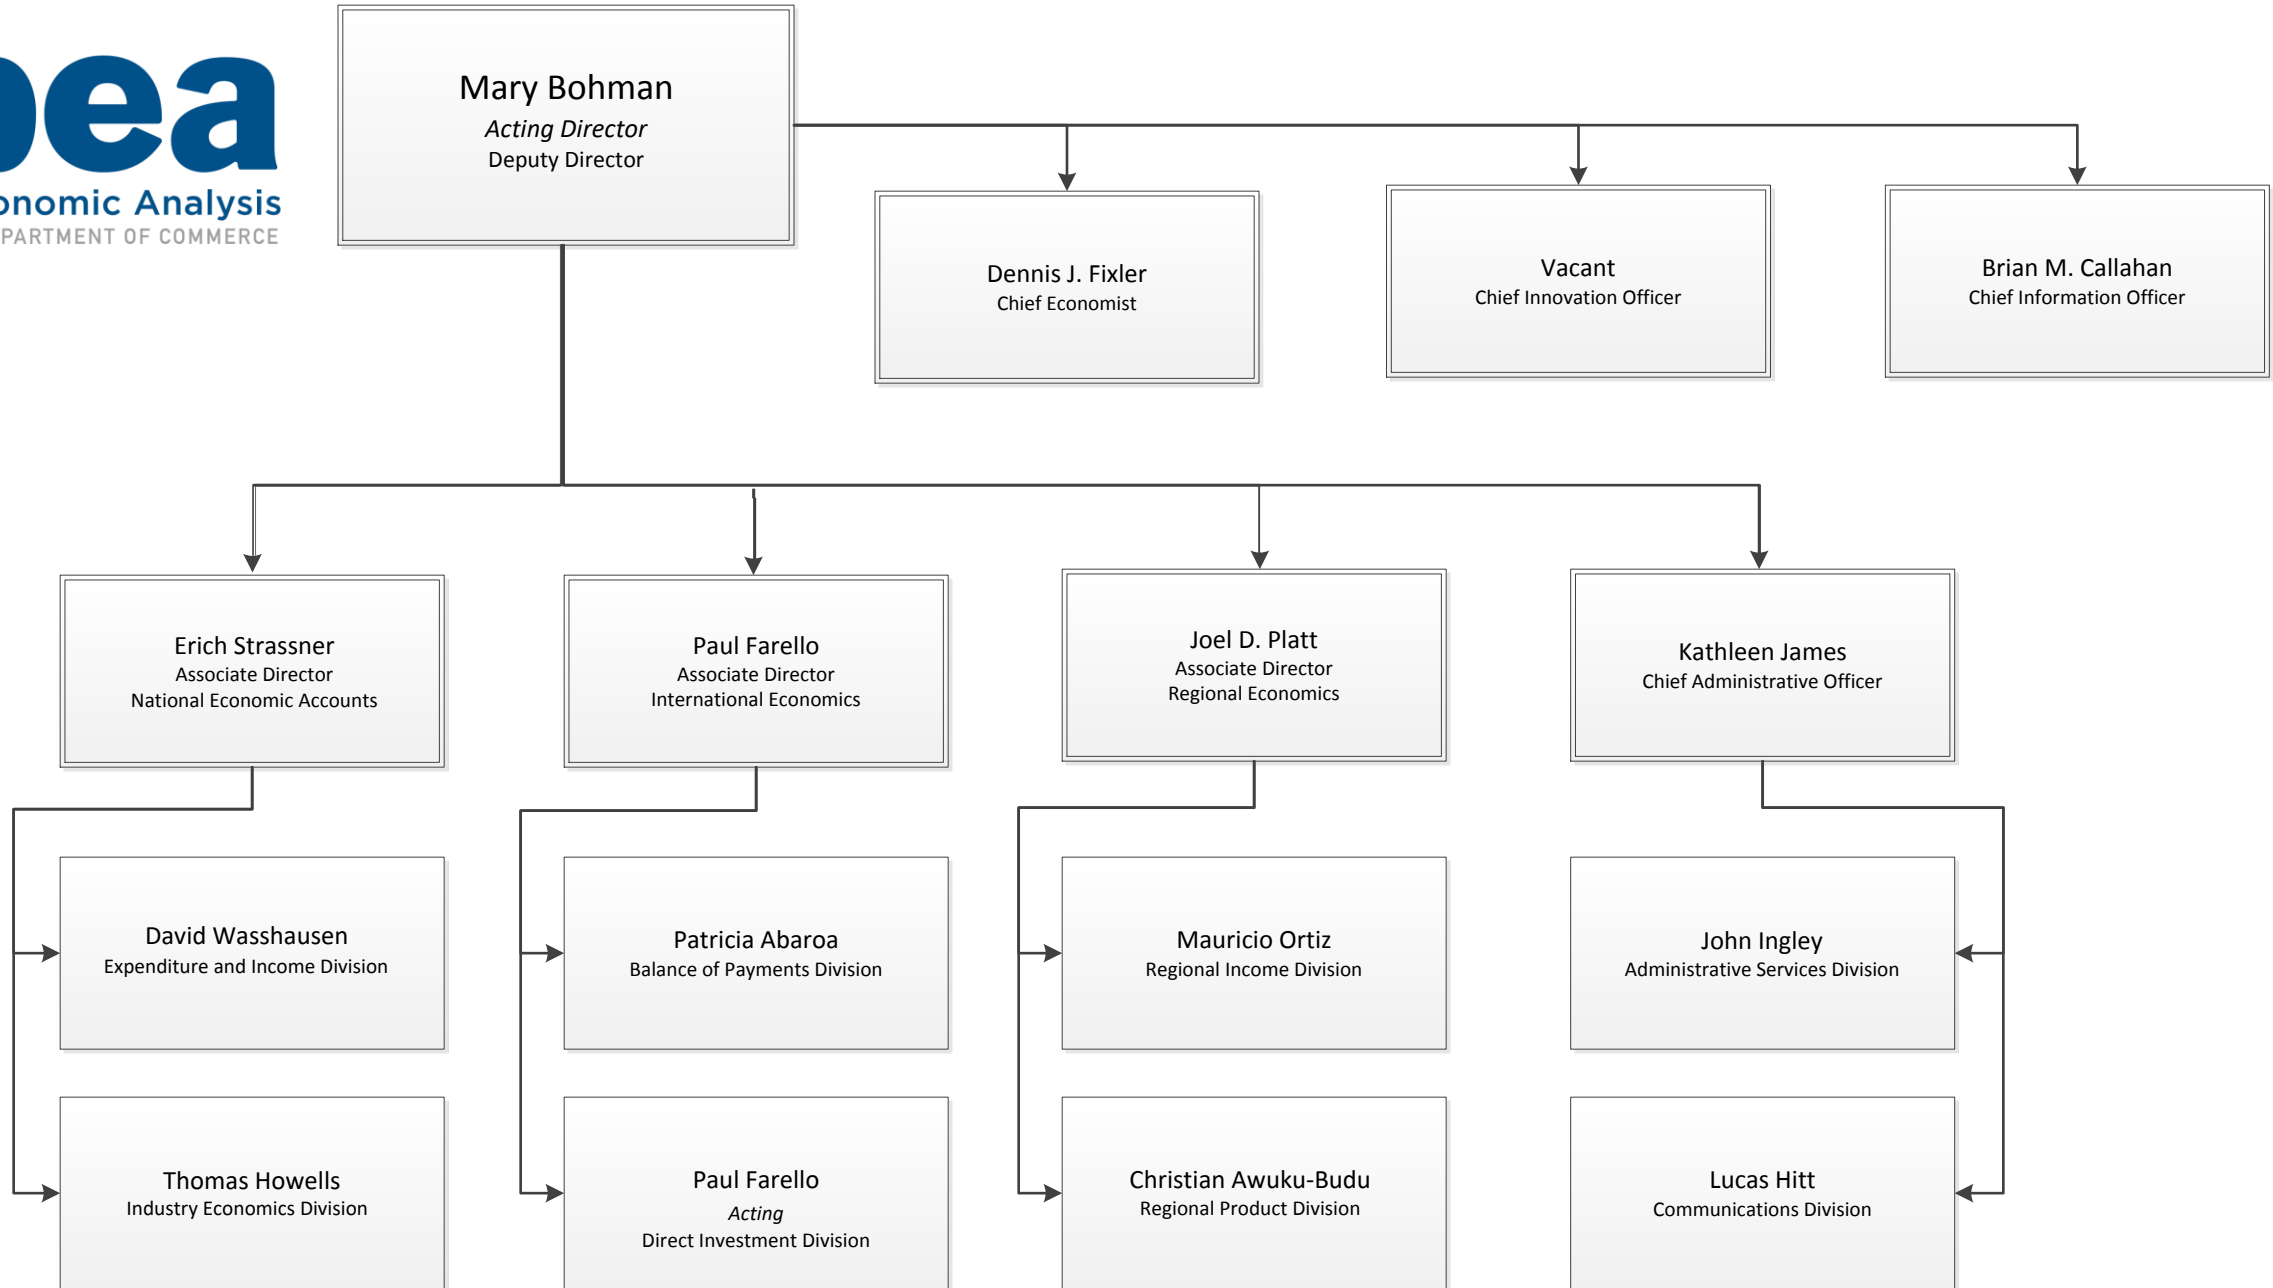 bea
Economic Analysis
DEPARTMENT OF COMMERCE
Mary Bohman
Acting Director
Deputy Director
Dennis J. Fixler
Chief Economist
Vacant
Chief Innovation Officer
Brian M. Callahan
Chief Information Officer
Erich Strassner
Associate Director
National Economic Accounts
Paul Farello
Associate Director
International Economics
Joel D. Platt
Associate Director
Regional Economics
Kathleen James
Chief Administrative Officer
David Wasshausen
Expenditure and Income Division
Patricia Abaroa
Balance of Payments Division
Mauricio Ortiz
Regional Income Division
John Ingley
Administrative Services Division
Thomas Howells
Industry Economics Division
Paul Farello
Acting
Direct Investment Division
Christian Awuku-Budu
Regional Product Division
Lucas Hitt
Communications Division